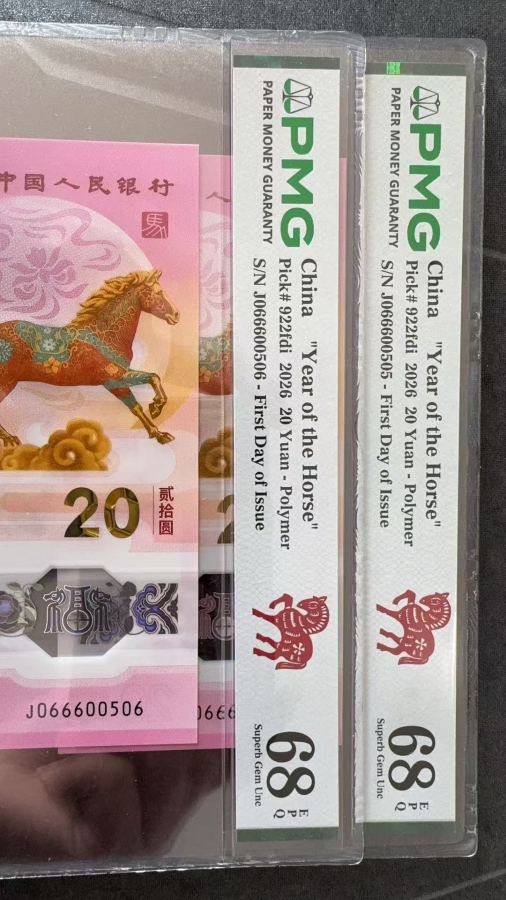 中国人民银行
馬
20
贰拾圆
J066600506
PMG
PAPER MONEY GUARANTY
China "Year of the Horse"
Pick# 922fdi 2026 20 Yuan - Polymer
S/N J066600506 - First Day of Issue
68 EPQ
Superb Gem Unc
PMG
PAPER MONEY GUARANTY
China "Year of the Horse"
Pick# 922fdi 2026 20 Yuan - Polymer
S/N J066600505 - First Day of Issue
68 EPQ
Superb Gem Unc